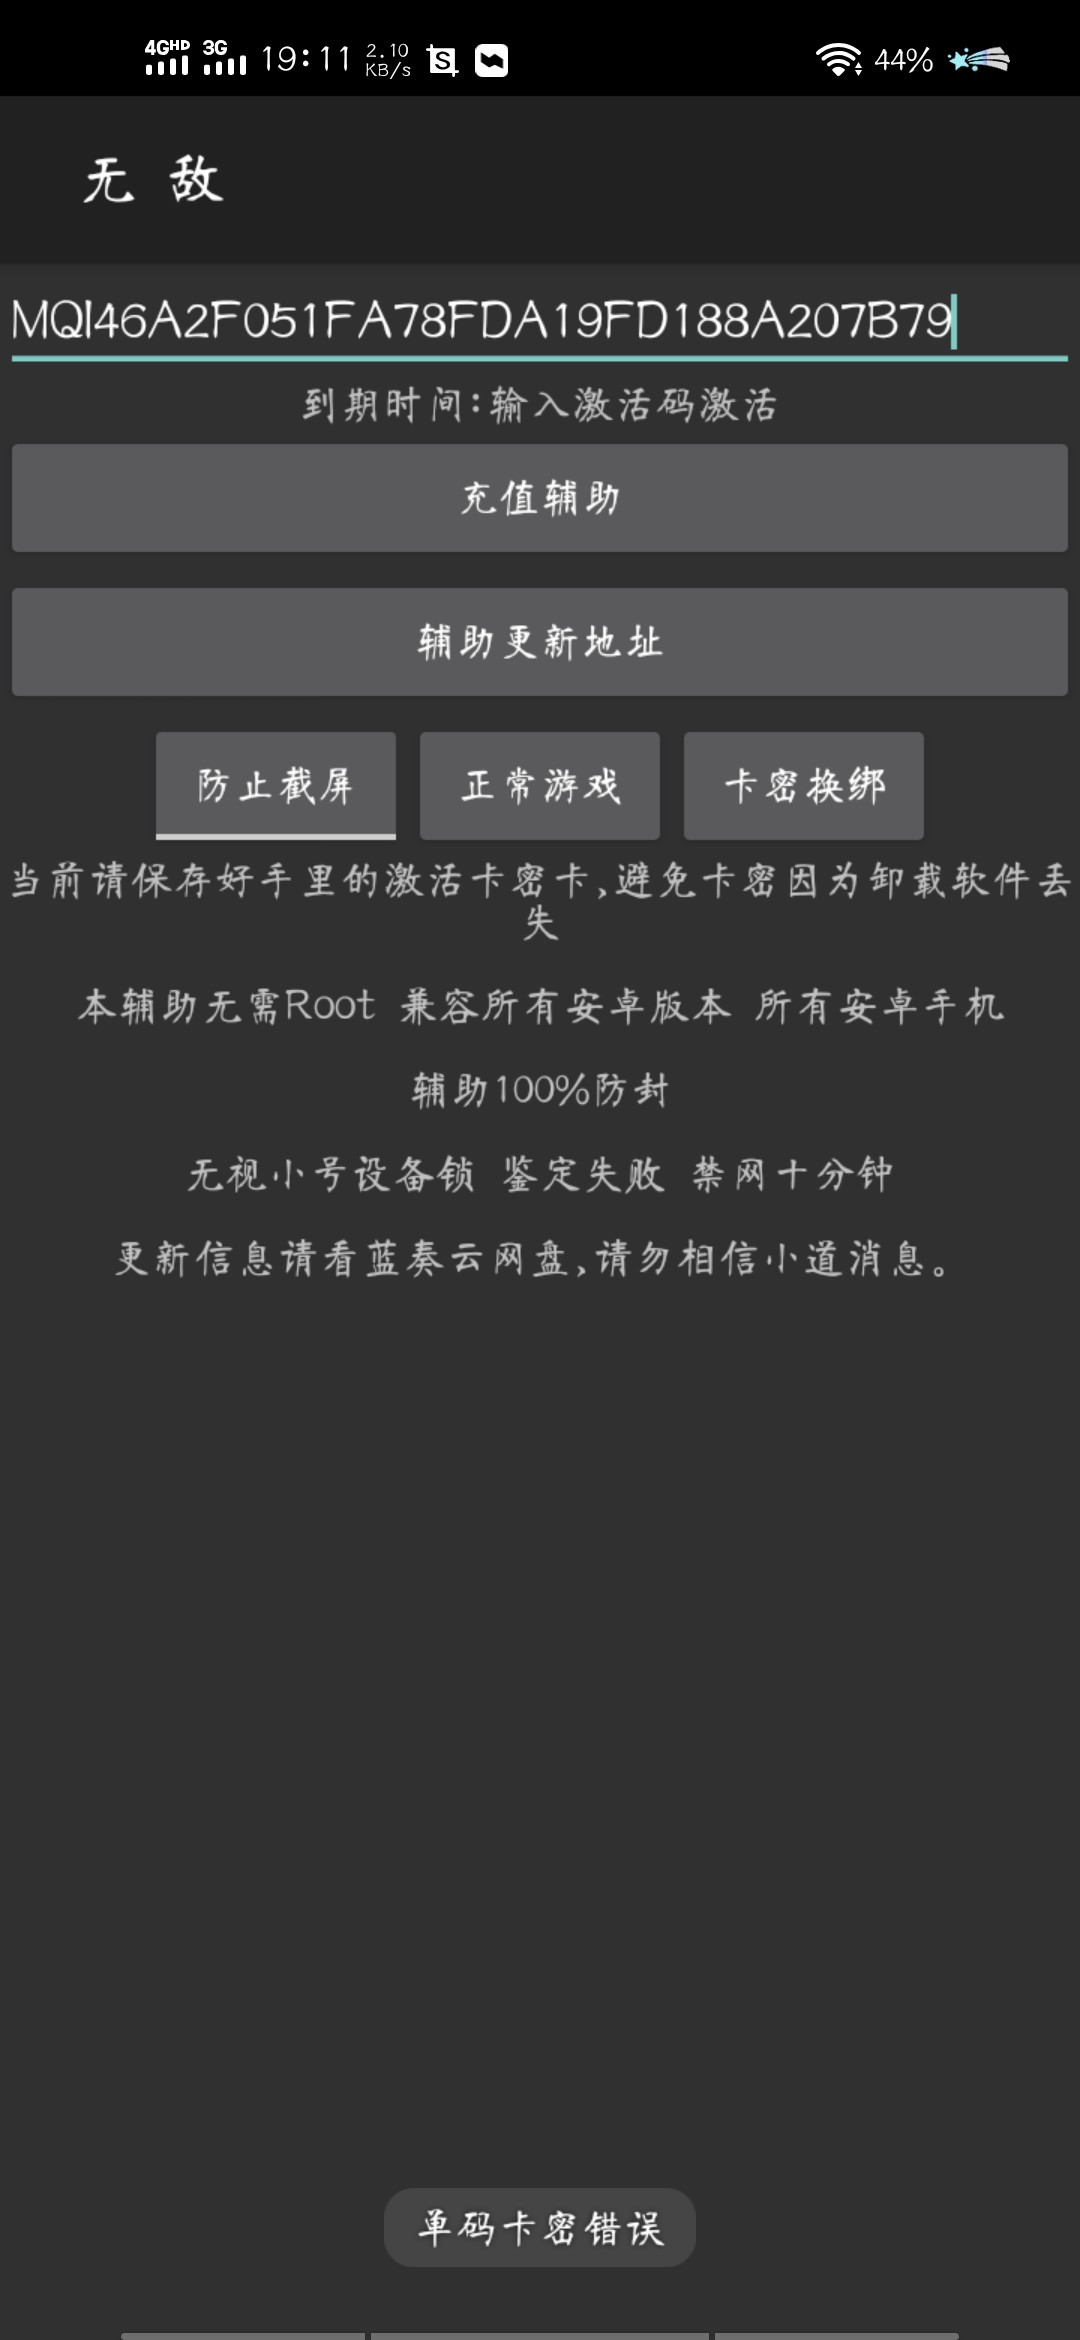 4GHD 3G 19:11 2.10 KB/s S 44%
无 敌
MQI46A2F051FA78FDA19FD188A207B79
到期时间:输入激活码激活
充值辅助
辅助更新地址
防止截屏 正常游戏 卡密换绑
当前请保存好手里的激活卡密卡,避免卡密因为卸载软件丢
失
本辅助无需Root 兼容所有安卓版本 所有安卓手机
辅助100%防封
无视小号设备锁 鉴定失败 禁网十分钟
更新信息请看蓝奏云网盘,请勿相信小道消息。
单码卡密错误